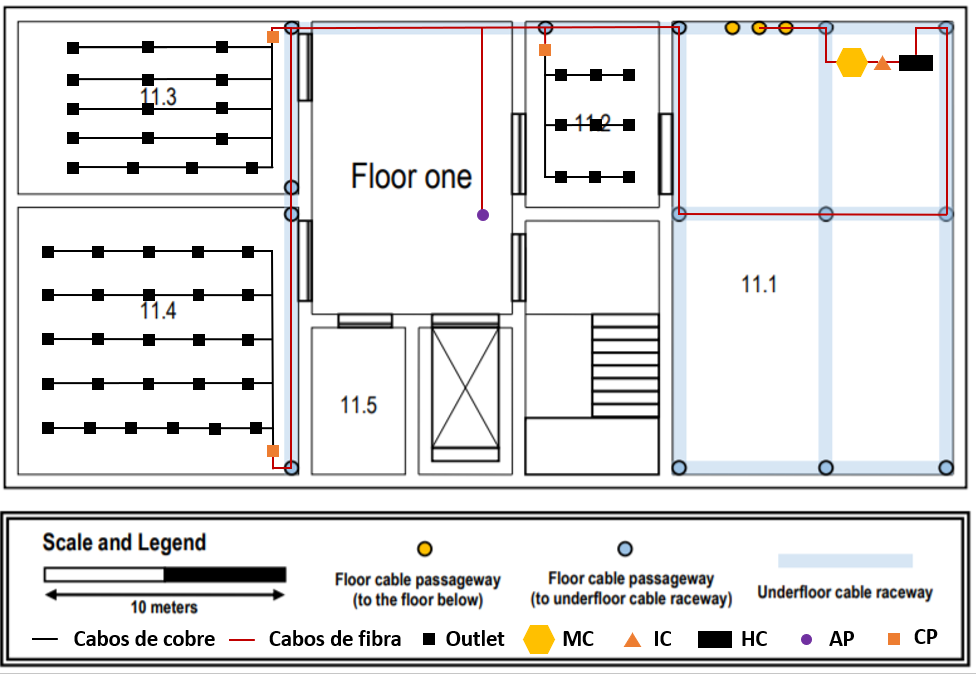 11.3
11.2
Floor one
11.4
11.1
11.5
Scale and Legend
10 meters
Floor cable passageway
(to the floor below)
Floor cable passageway
(to underfloor cable raceway)
Underfloor cable raceway
Cabos de cobre
Cabos de fibra
Outlet
MC
IC
HC
AP
CP